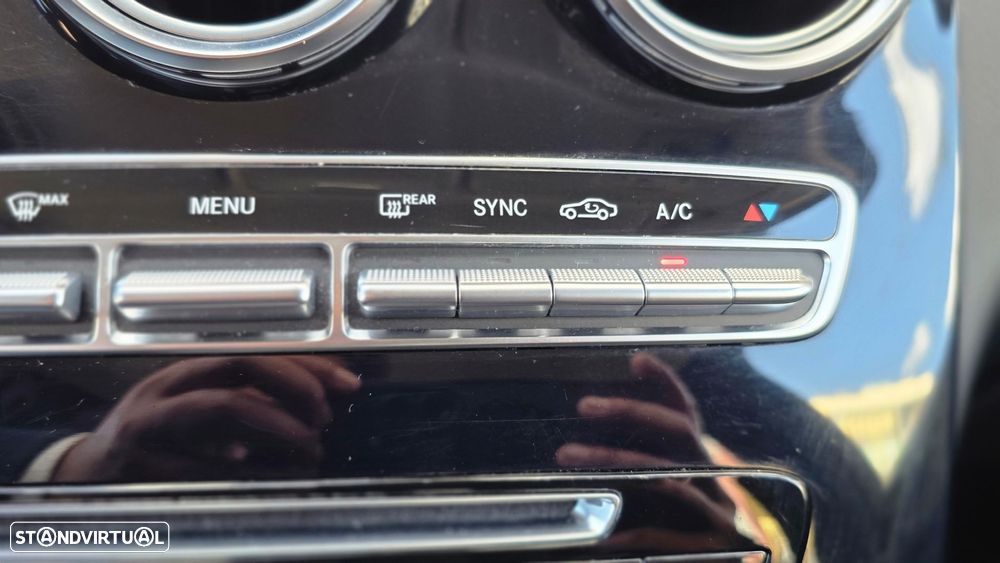 MAX MENU REAR SYNC A/C
STANDVIRTUAL